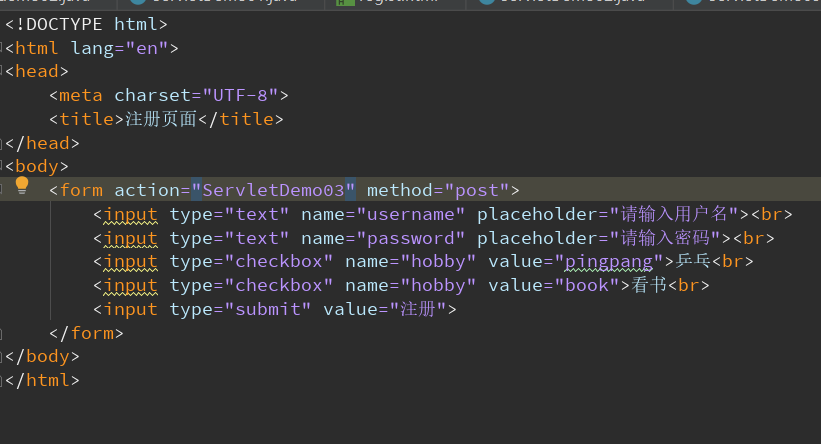 <!DOCTYPE html>
<html lang="en">
<head>
    <meta charset="UTF-8">
    <title>注册页面</title>
</head>
<body>
    <form action="ServletDemo03" method="post">
        <input type="text" name="username" placeholder="请输入用户名"><br>
        <input type="text" name="password" placeholder="请输入密码"><br>
        <input type="checkbox" name="hobby" value="pingpang">乒乓<br>
        <input type="checkbox" name="hobby" value="book">看书<br>
        <input type="submit" value="注册">
    </form>
</body>
</html>